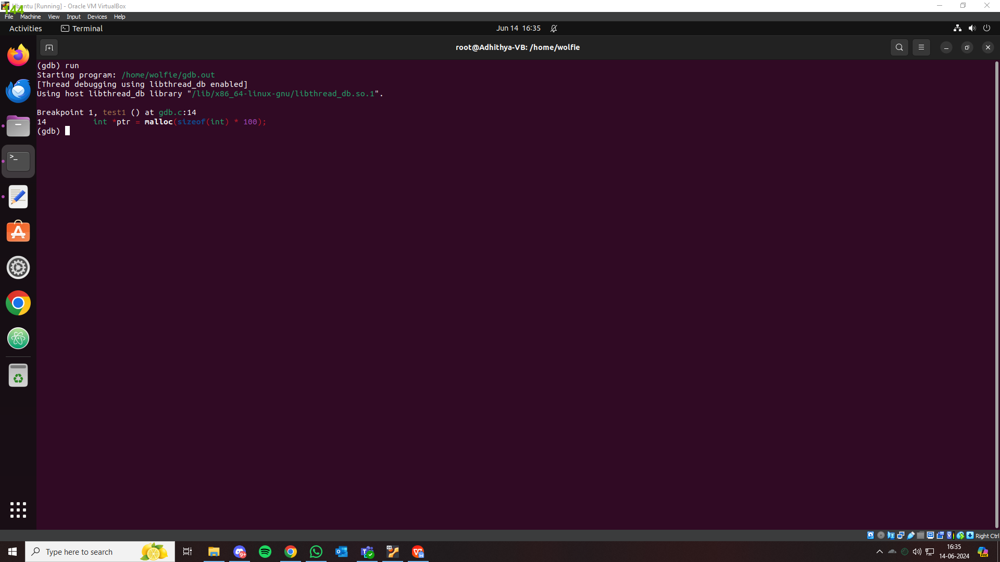 144
Ubuntu [Running] - Oracle VM VirtualBox
File Machine View Input Devices Help
Activities Terminal Jun 14 16:35
root@Adhithya-VB: /home/wolfie
(gdb) run
Starting program: /home/wolfie/gdb.out
[Thread debugging using libthread_db enabled]
Using host libthread_db library "/lib/x86_64-linux-gnu/libthread_db.so.1".
Breakpoint 1, test1 () at gdb.c:14
14 int *ptr = malloc(sizeof(int) * 100);
(gdb)
Right Ctrl
Type here to search
9+
16:35
14-06-2024
PRE